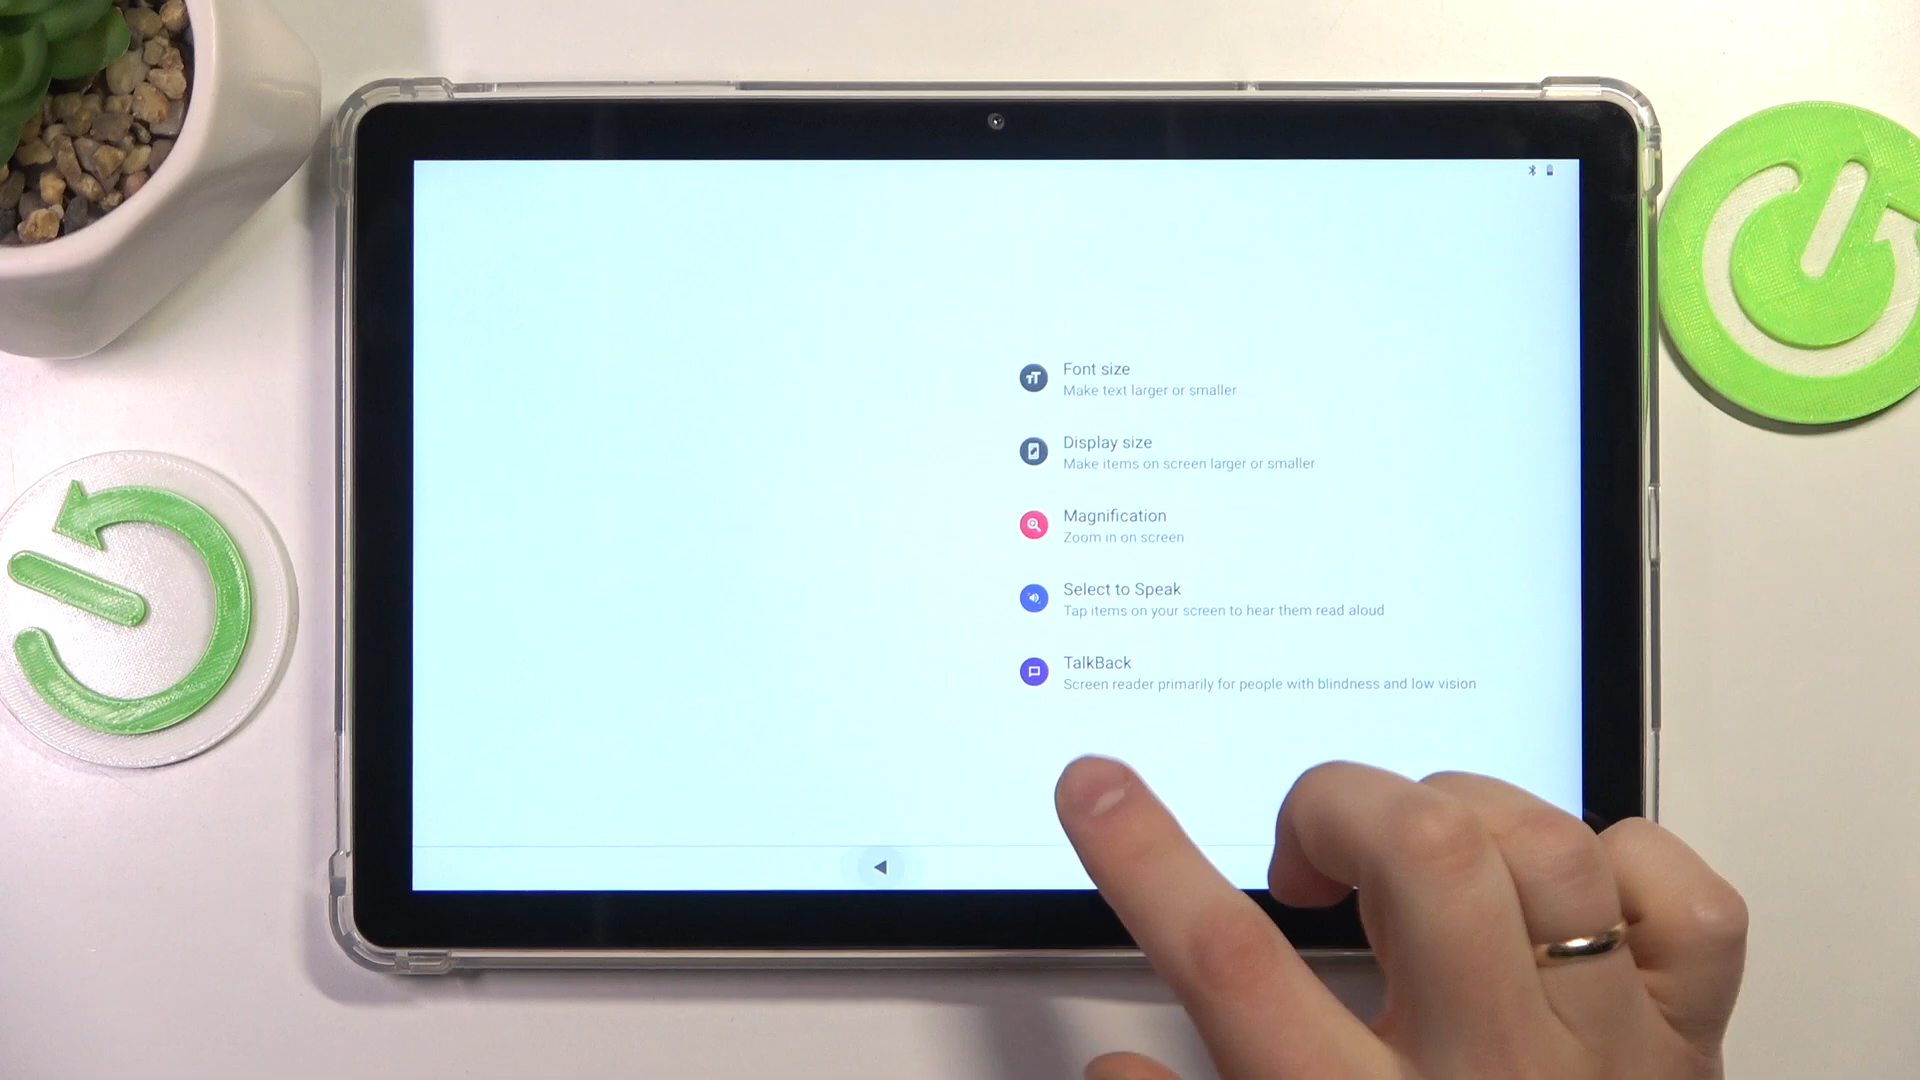 Font size
Make text larger or smaller
Display size
Make items on screen larger or smaller
Magnification
Zoom in on screen
Select to Speak
Tap items on your screen to hear them read aloud
TalkBack
Screen reader primarily for people with blindness and low vision